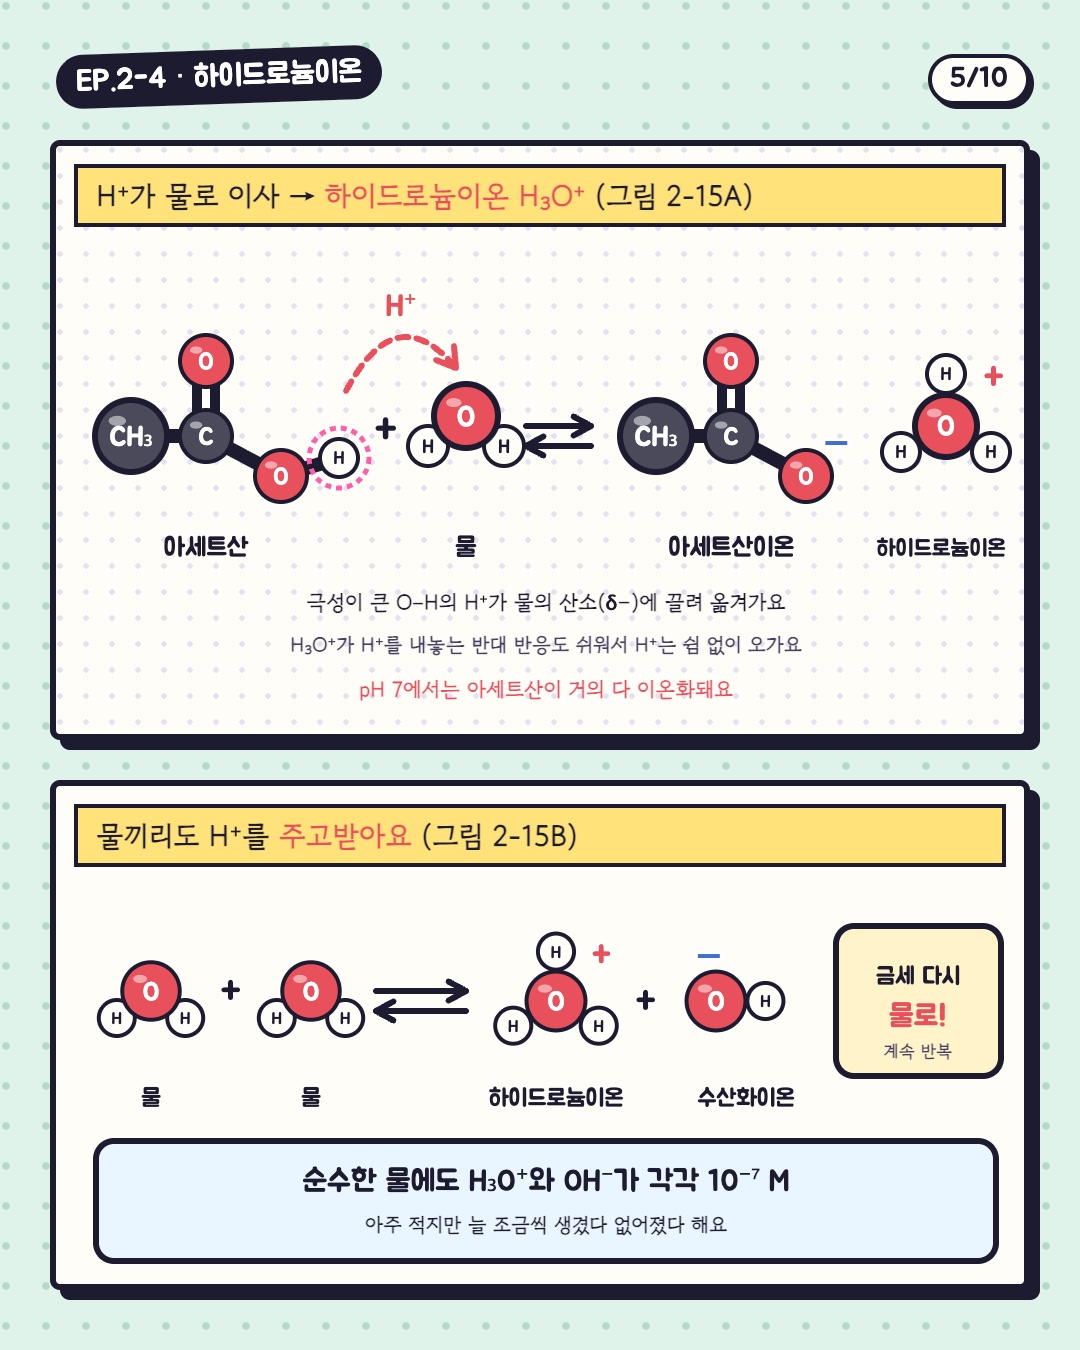 EP.2-4 · 하이드로늄이온
5/10
H⁺가 물로 이사 → 하이드로늄이온 H₃O⁺ (그림 2-15A)
H⁺
O
CH₃
C
O
H
+
O
H
H
O
CH₃
C
O
−
H
+
O
H
H
아세트산
물
아세트산이온
하이드로늄이온
극성이 큰 O–H의 H⁺가 물의 산소(δ−)에 끌려 옮겨가요
H₃O⁺가 H⁺를 내놓는 반대 반응도 쉬워서 H⁺는 쉼 없이 오가요
pH 7에서는 아세트산이 거의 다 이온화돼요
물끼리도 H⁺를 주고받아요 (그림 2-15B)
O
H
H
+
O
H
H
H
+
O
H
H
+
−
O
H
물
물
하이드로늄이온
수산화이온
금세 다시
물로!
계속 반복
순수한 물에도 H₃O⁺와 OH⁻가 각각 10⁻⁷ M
아주 적지만 늘 조금씩 생겼다 없어졌다 해요